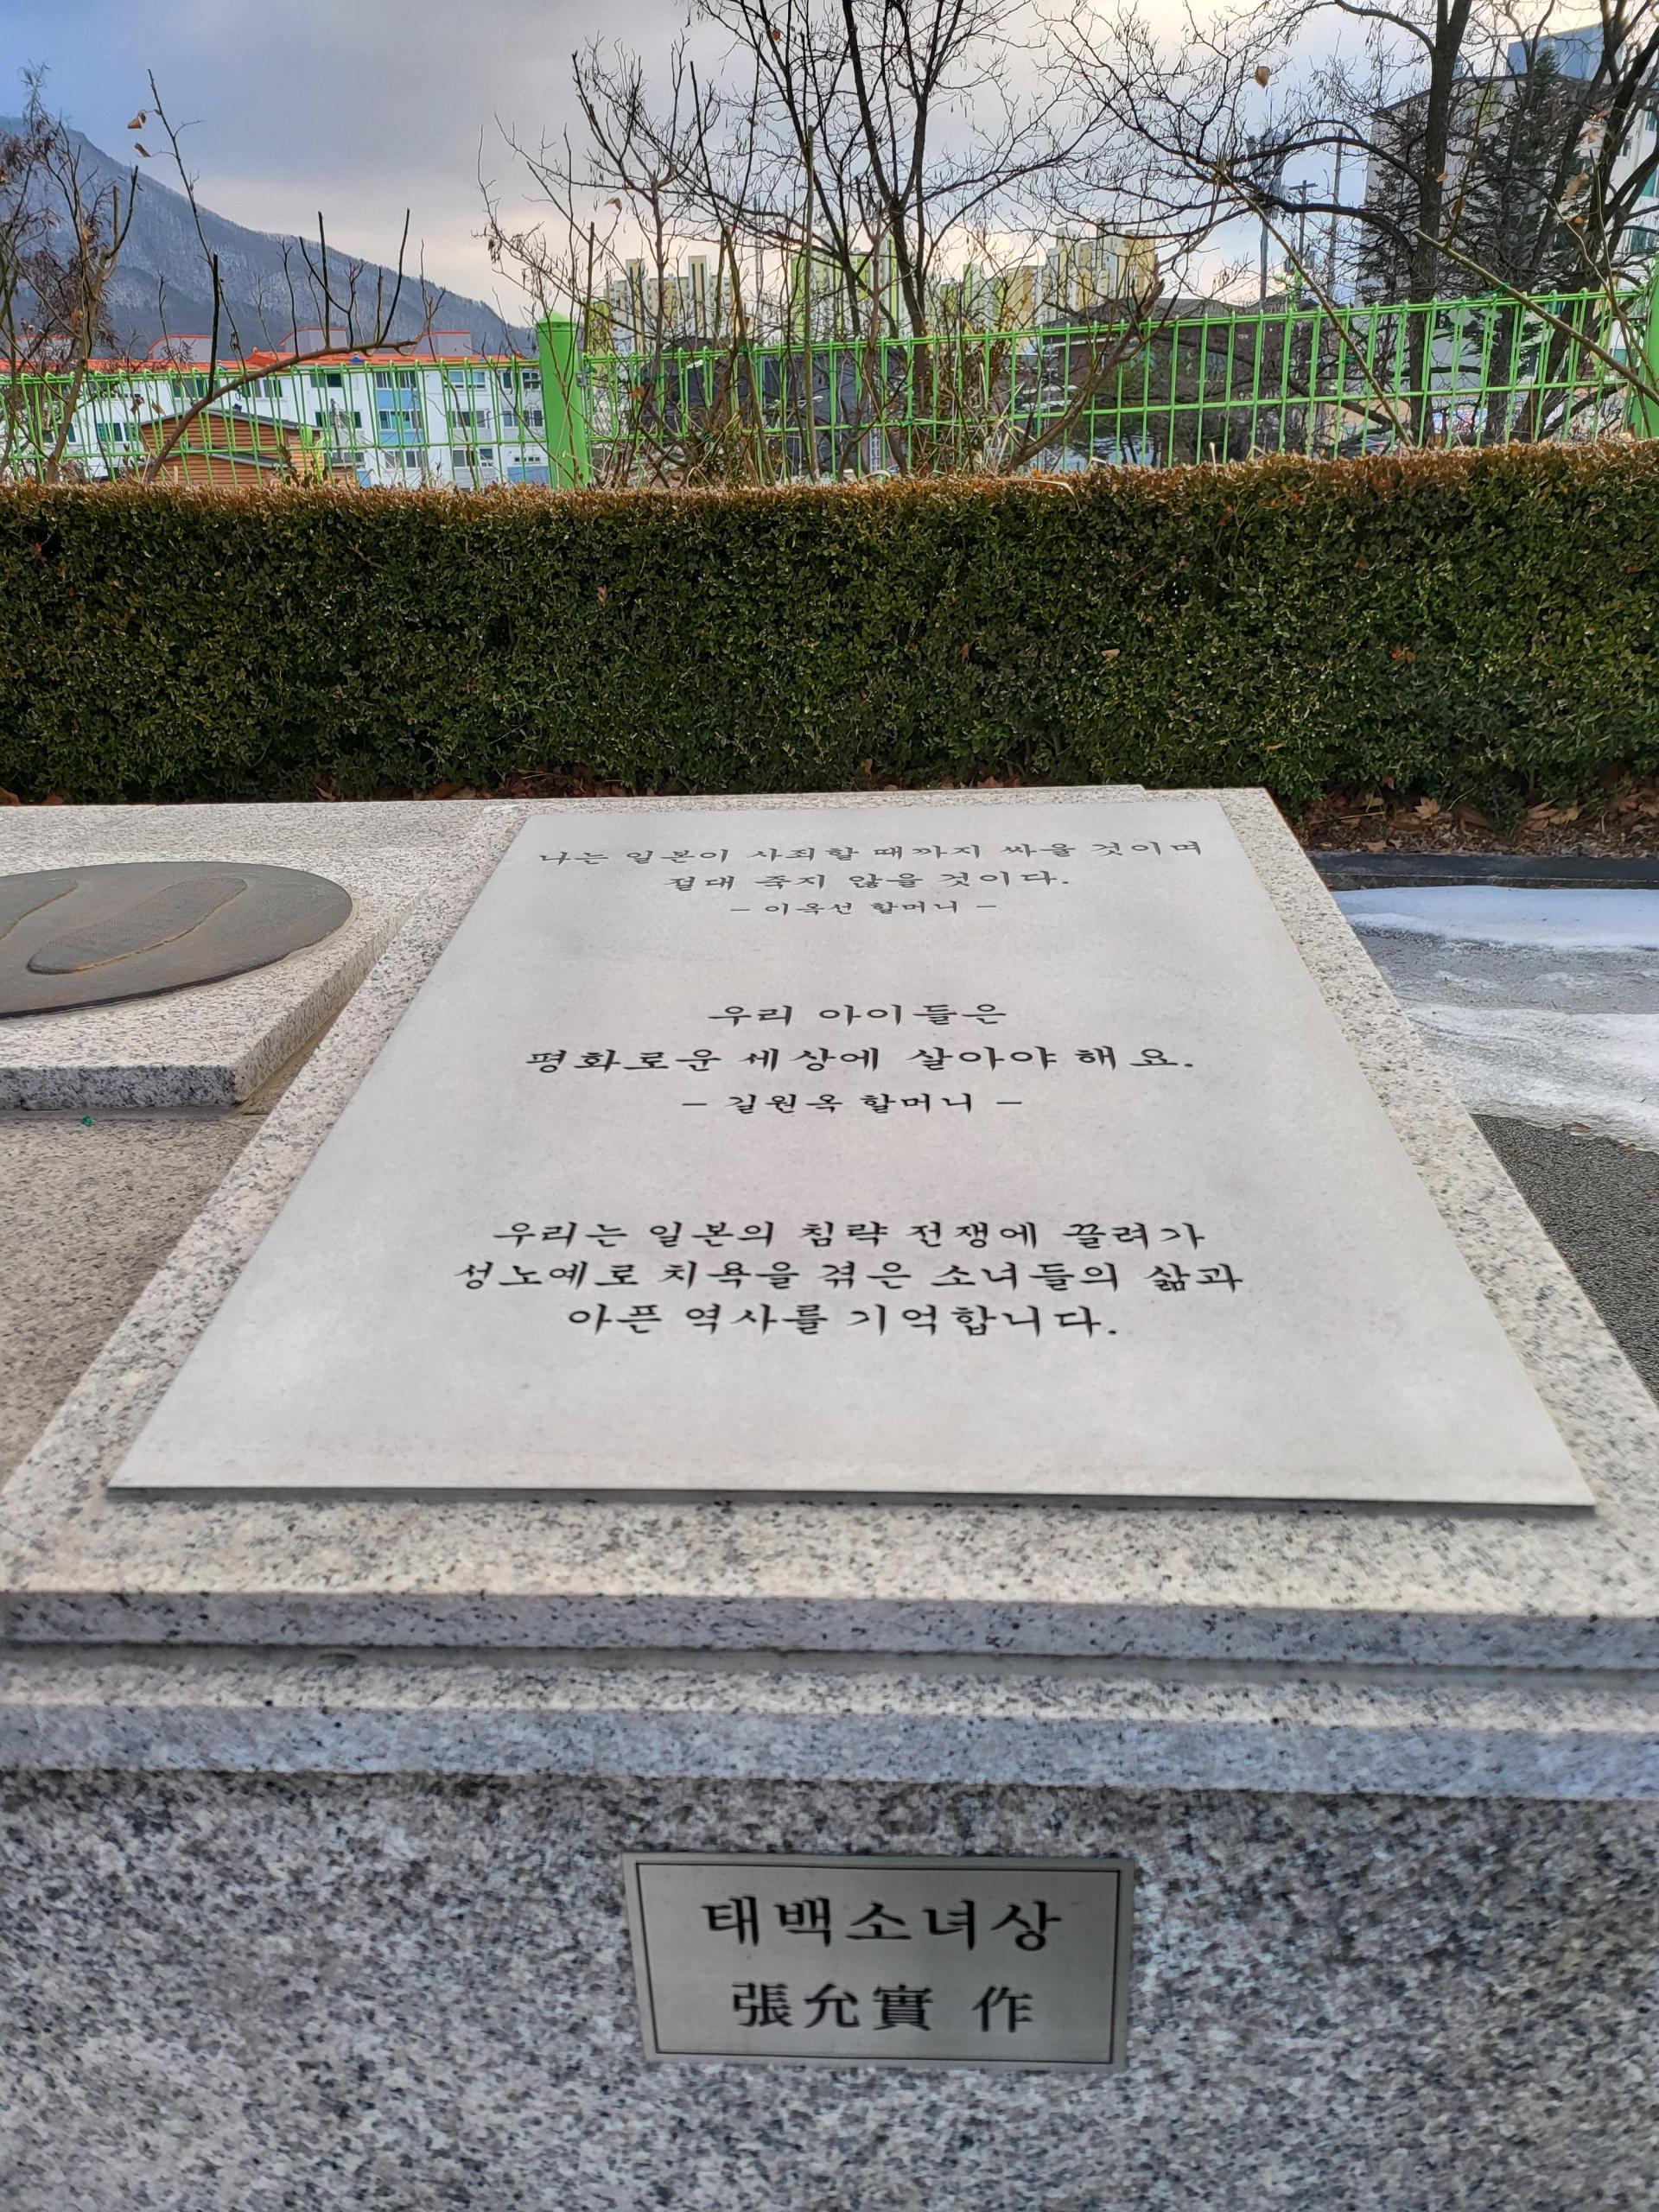 나는 일본이 사죄할 때까지 싸울 것이며
절대 죽지 않을 것이다.
- 이옥선 할머니 -
우리 아이들은
평화로운 세상에 살아야 해요.
- 길원옥 할머니 -
우리는 일본의 침략 전쟁에 끌려가
성노예로 치욕을 겪은 소녀들의 삶과
아픈 역사를 기억합니다.
태백소녀상
張允實 作